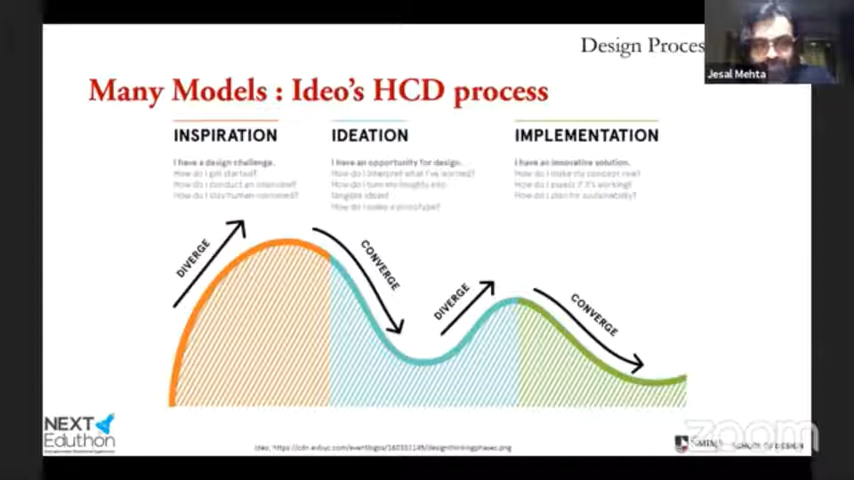 Design Proces
Jesal Mehta
Many Models : Ideo's HCD process
INSPIRATION
I have a design challenge.
How do I get started?
How do I conduct an interview?
How do I stay human-centered?
IDEATION
I have an opportunity for design.
How do I interpret what I've learned?
How do I turn my insights into
tangible ideas?
How do I make a prototype?
IMPLEMENTATION
I have an innovative solution.
How do I make my concept real?
How do I assess if it's working?
How do I plan for sustainability?
DIVERGE
CONVERGE
DIVERGE
CONVERGE
NEXT
Eduthon
zoom
SCHOOL OF DESIGN